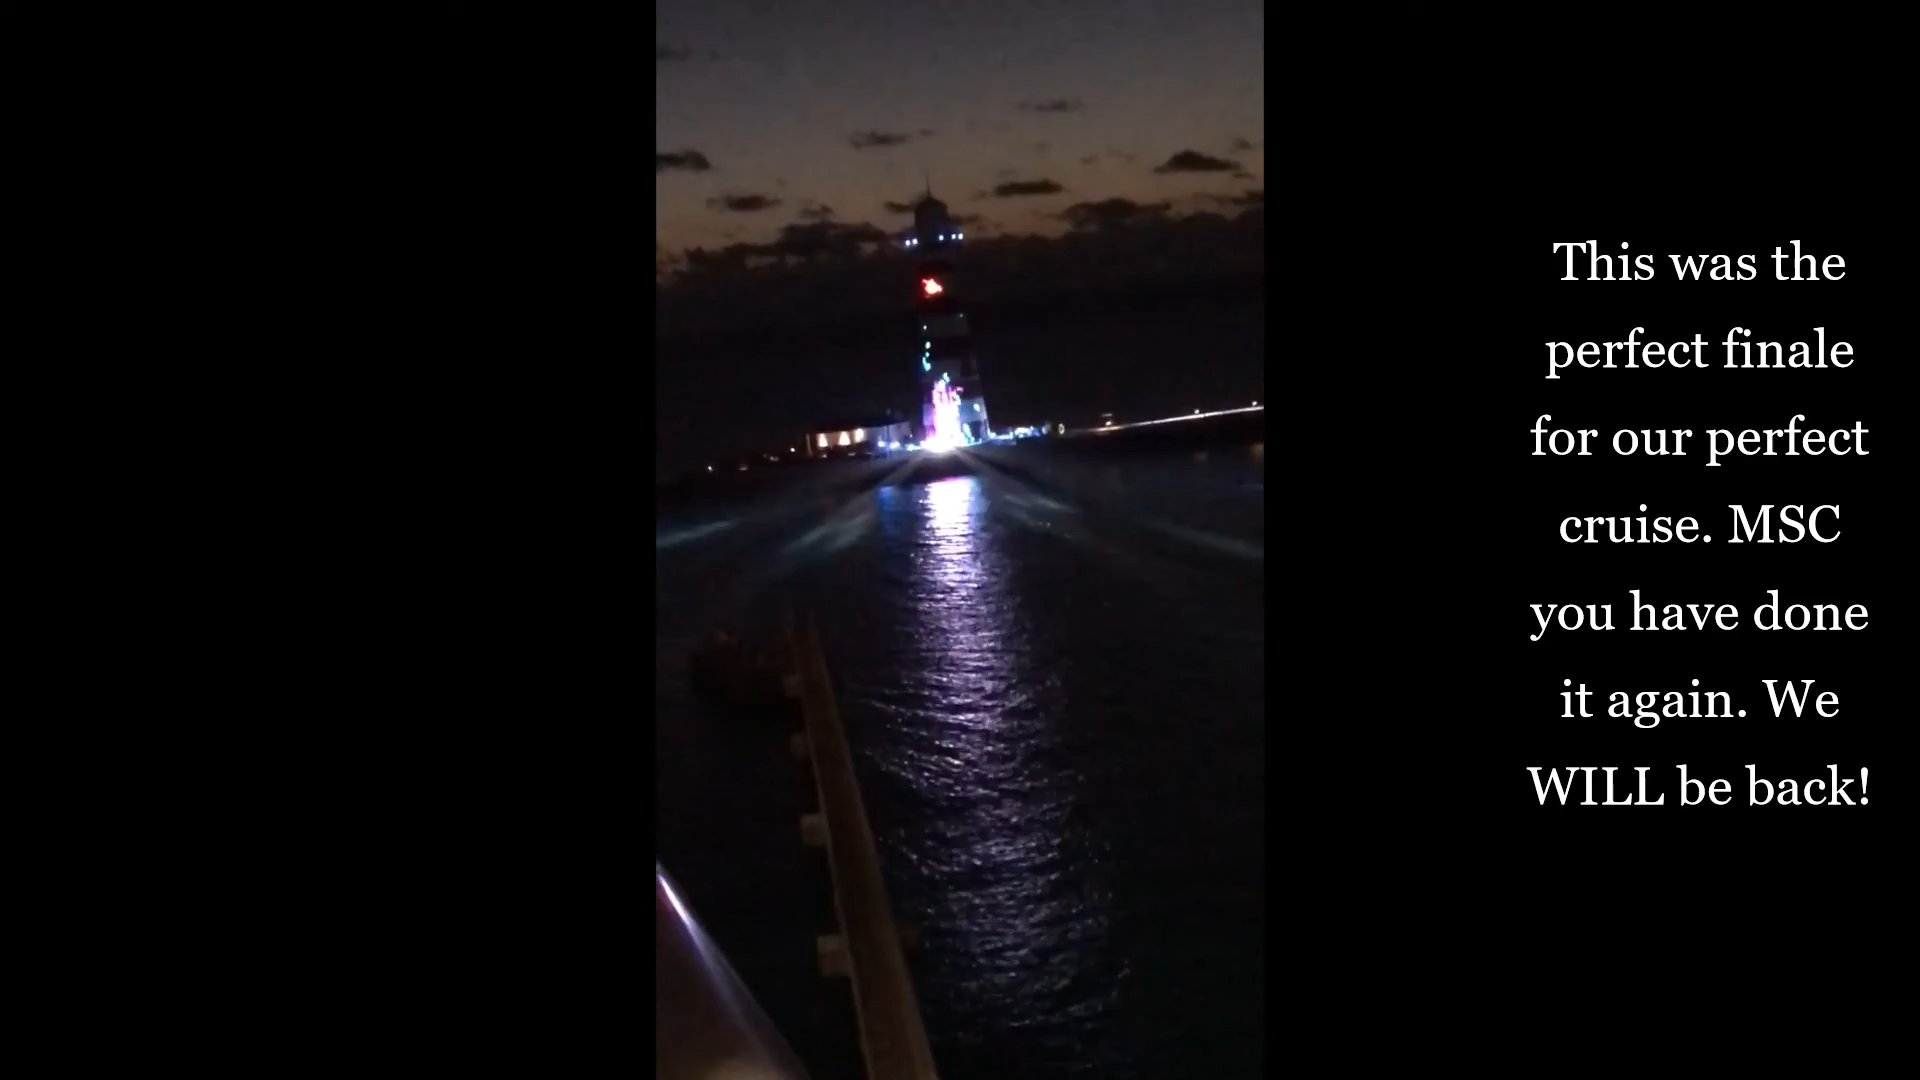 This was the
perfect finale
for our perfect
cruise. MSC
you have done
it again. We
WILL be back!